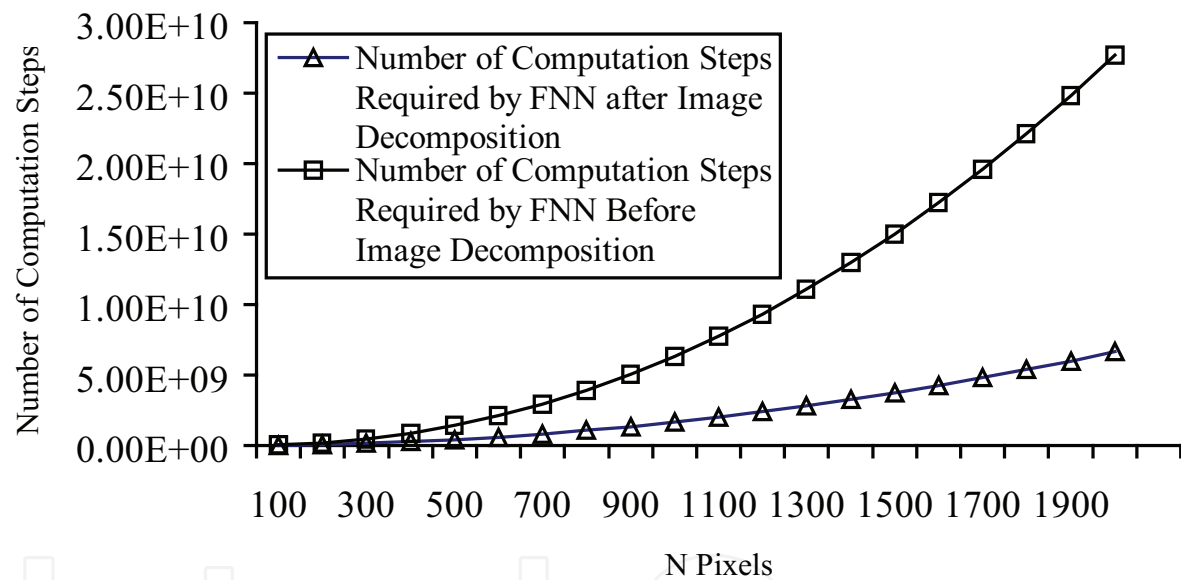 3.00E+10
2.50E+10
2.00E+10
1.50E+10
1.00E+10
5.00E+09
0.00E+00
Number of Computation Steps
Number of Computation Steps
Required by FNN after Image
Decomposition
Number of Computation Steps
Required by FNN Before
Image Decomposition
100 300 500 700 900 1100 1300 1500 1700 1900
N Pixels